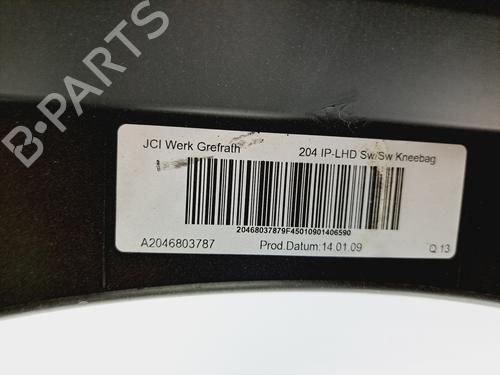 B-PARTS
JCI Werk Grefrath 204 IP-LHD Sw/Sw Kneebag
20468037879F45010901406590
A2046803787 Prod.Datum:14.01.09 Q 13